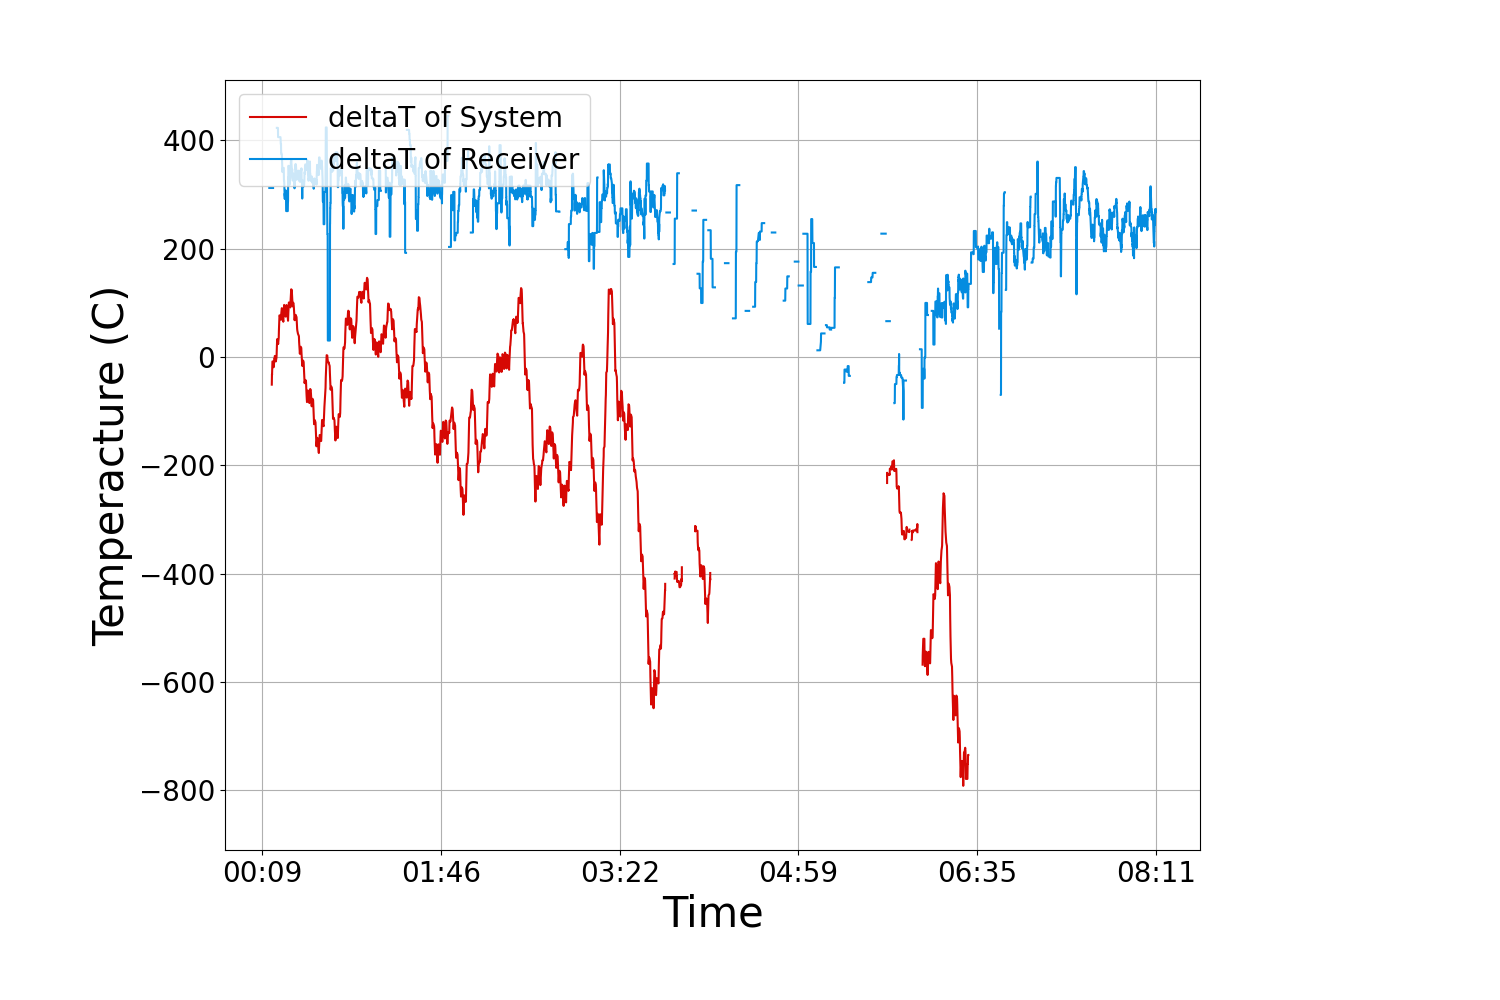 deltaT of System
deltaT of Receiver
400
200
0
−200
−400
−600
−800
Temperacture (C)
00:09 01:46 03:22 04:59 06:35 08:11
Time